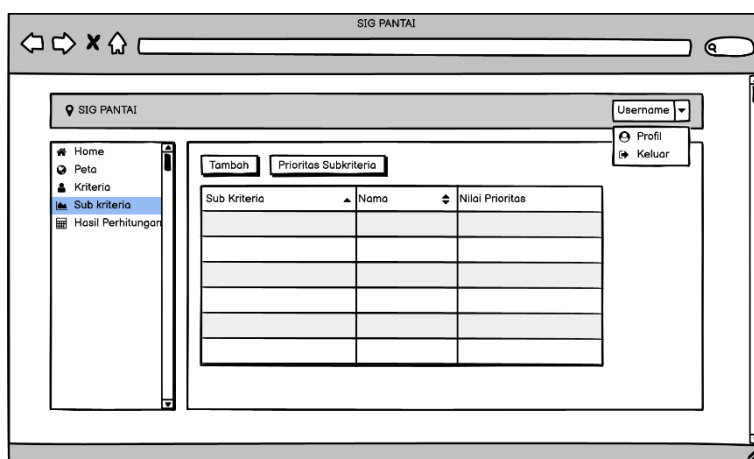 SIG PANTAI
SIG PANTAI
Username
Profil
Keluar
Home
Peta
Kriteria
Sub kriteria
Hasil Perhitungan
Tambah
Prioritas Subkriteria
Sub Kriteria Nama Nilai Prioritas